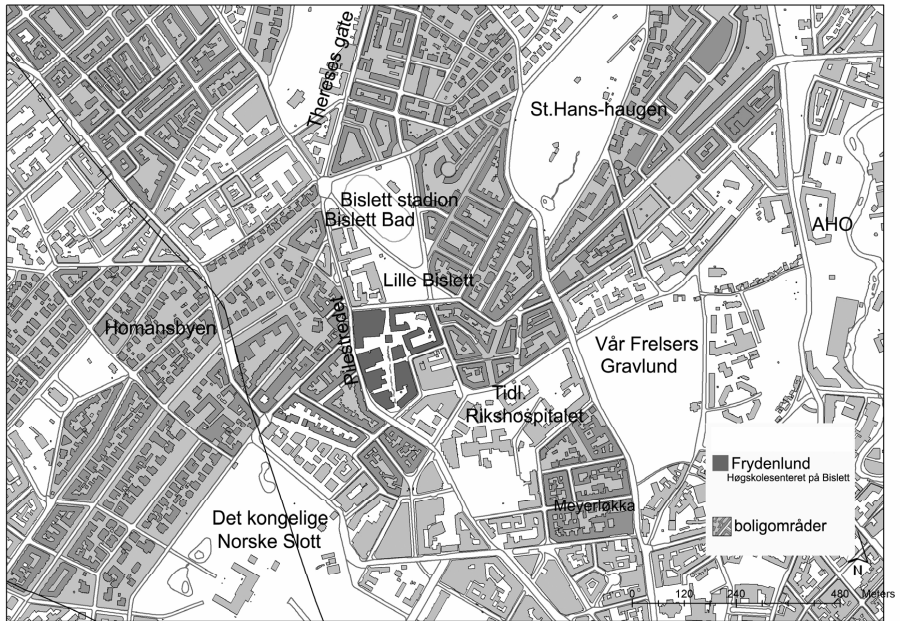 Thereses gate
St.Hans-haugen
Bislett stadion
Bislett Bad
AHO
Lille Bislett
Homansbyen
Pilestredet
Vår Frelsers
Gravlund
Tidl.
Rikshospitalet
Frydenlund
Høgskolesenteret på Bislett
Meyerløkka
Det kongelige
Norske Slott
boligområder
N
0 120 240 480 Meters